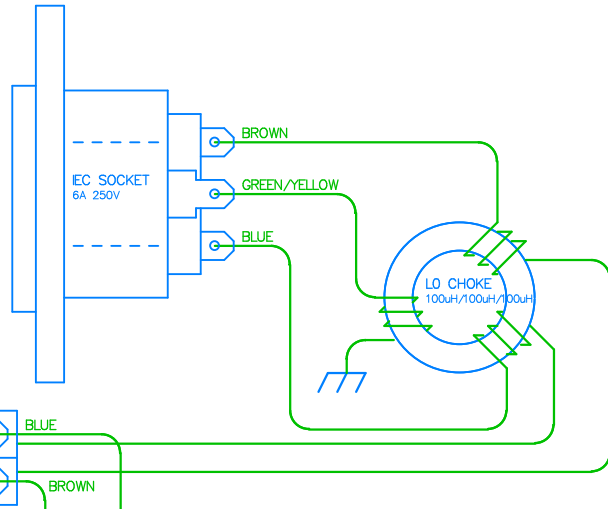 BROWN
IEC SOCKET
6A 250V
GREEN/YELLOW
BLUE
LO CHOKE
100uH/100uH/100uH
BLUE
BROWN